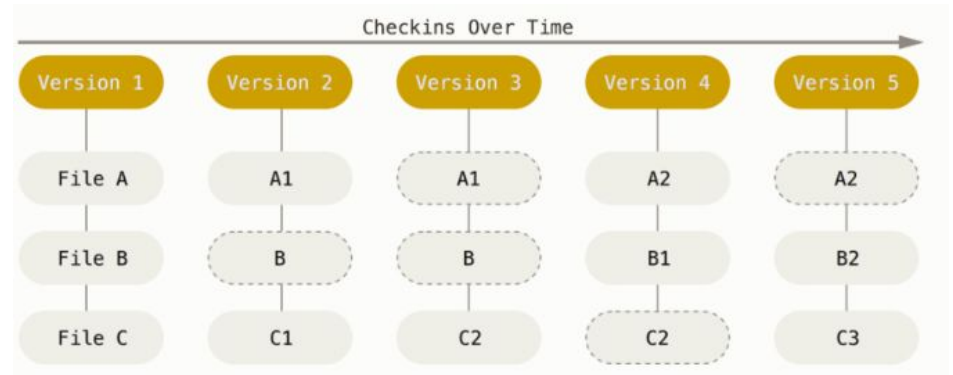 Checkins Over Time
Version 1 Version 2 Version 3 Version 4 Version 5
File A A1 A1 A2 A2
File B B B B1 B2
File C C1 C2 C2 C3